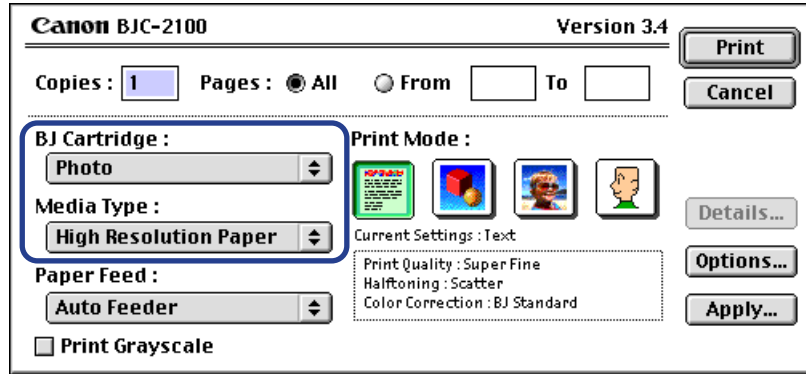 Canon BJC-2100 Version 3.4
Print
Copies : 1 Pages : All From To
Cancel
BJ Cartridge :
Photo
Media Type :
High Resolution Paper
Paper Feed :
Auto Feeder
Print Grayscale
Print Mode :
Current Settings : Text
Print Quality : Super Fine
Halftoning : Scatter
Color Correction : BJ Standard
Details...
Options...
Apply...